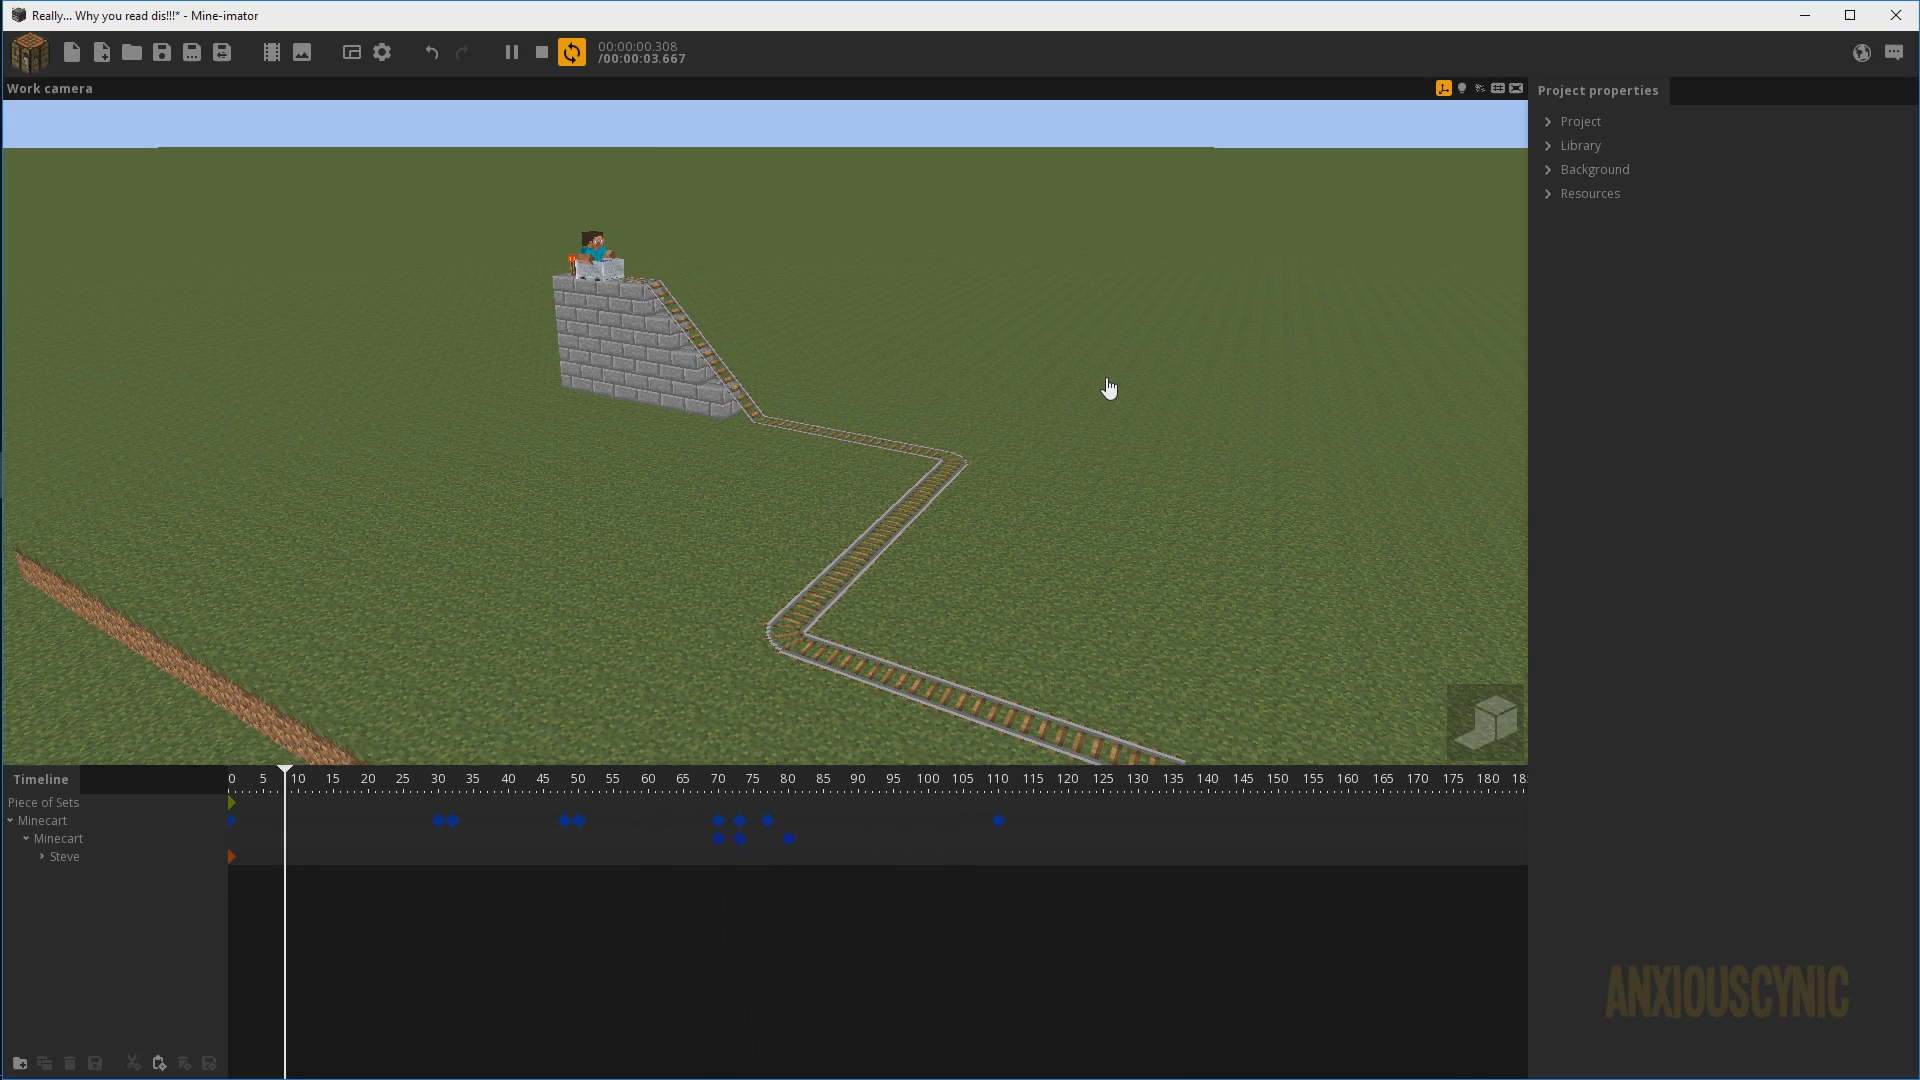 Really... Why you read dis!!!* - Mine-imator
00:00:00.308
/00:00:03.667
Work camera
Project properties
Project
Library
Background
Resources
Timeline
0 5 10 15 20 25 30 35 40 45 50 55 60 65 70 75 80 85 90 95 100 105 110 115 120 125 130 135 140 145 150 155 160 165 170 175 180 18
Piece of Sets
Minecart
Minecart
Steve
ANXIOUSCYNIC